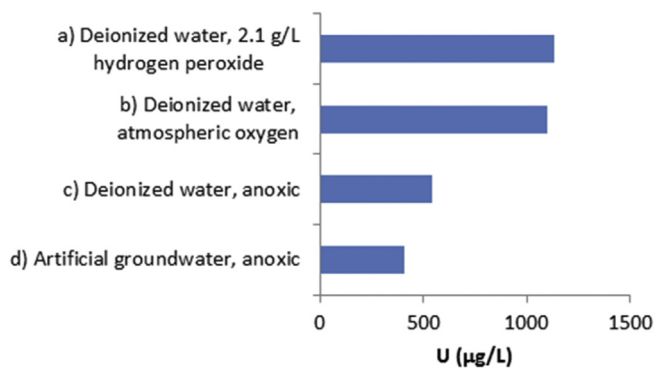 a) Deionized water, 2.1 g/L
hydrogen peroxide
b) Deionized water,
atmospheric oxygen
c) Deionized water, anoxic
d) Artificial groundwater, anoxic
0 500 1000 1500
U (µg/L)